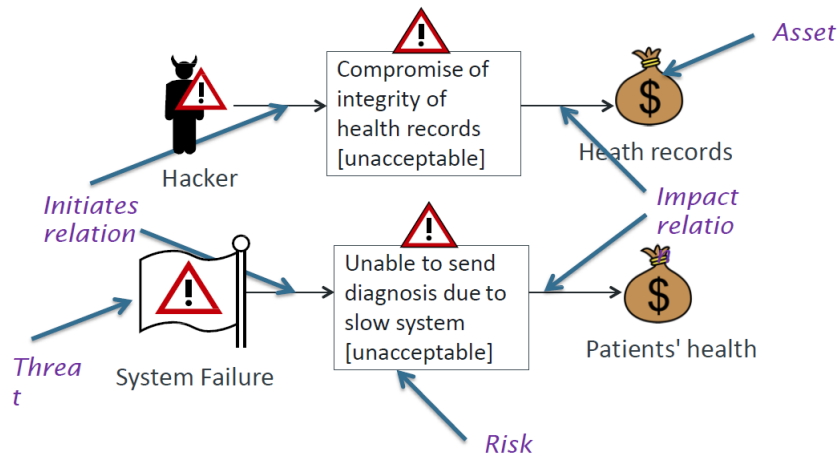 Asset
Compromise of
integrity of
health records
[unacceptable]
$
Hacker
Heath records
Initiates
relation
Impact
relatio
Unable to send
diagnosis due to
slow system
[unacceptable]
$
Threa
t
System Failure
Patients' health
Risk
!
!
!
!